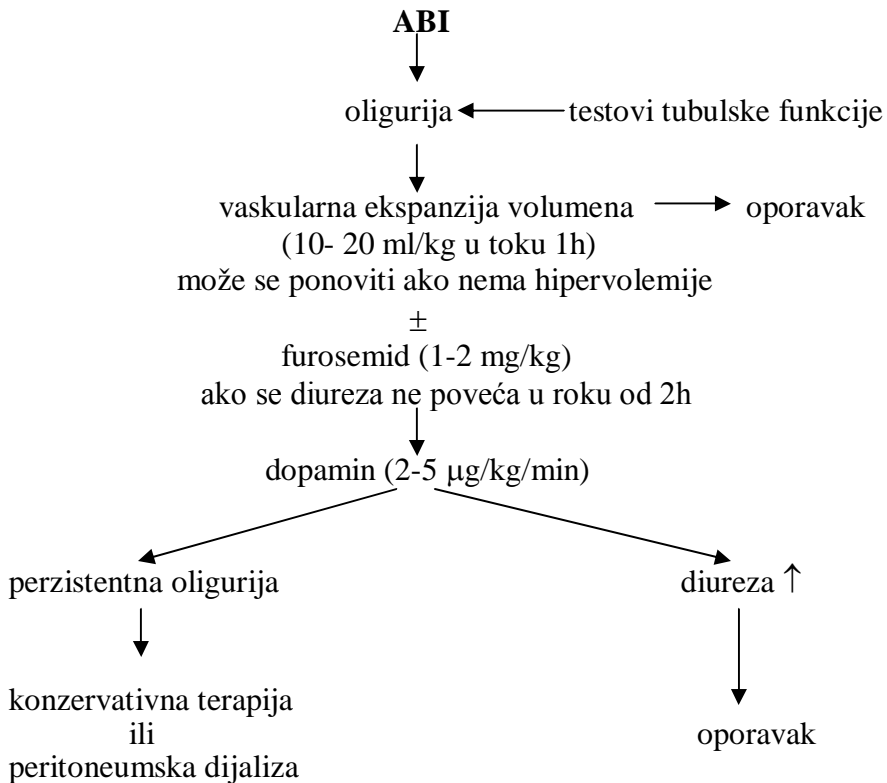 ABI
oligurija testovi tubulske funkcije
vaskularna ekspanzija volumena oporavak
(10- 20 ml/kg u toku 1h)
može se ponoviti ako nema hipervolemije
±
furosemid (1-2 mg/kg)
ako se diureza ne poveća u roku od 2h
dopamin (2-5 μg/kg/min)
perzistentna oligurija diureza ↑
konzervativna terapija
ili oporavak
peritoneumska dijaliza